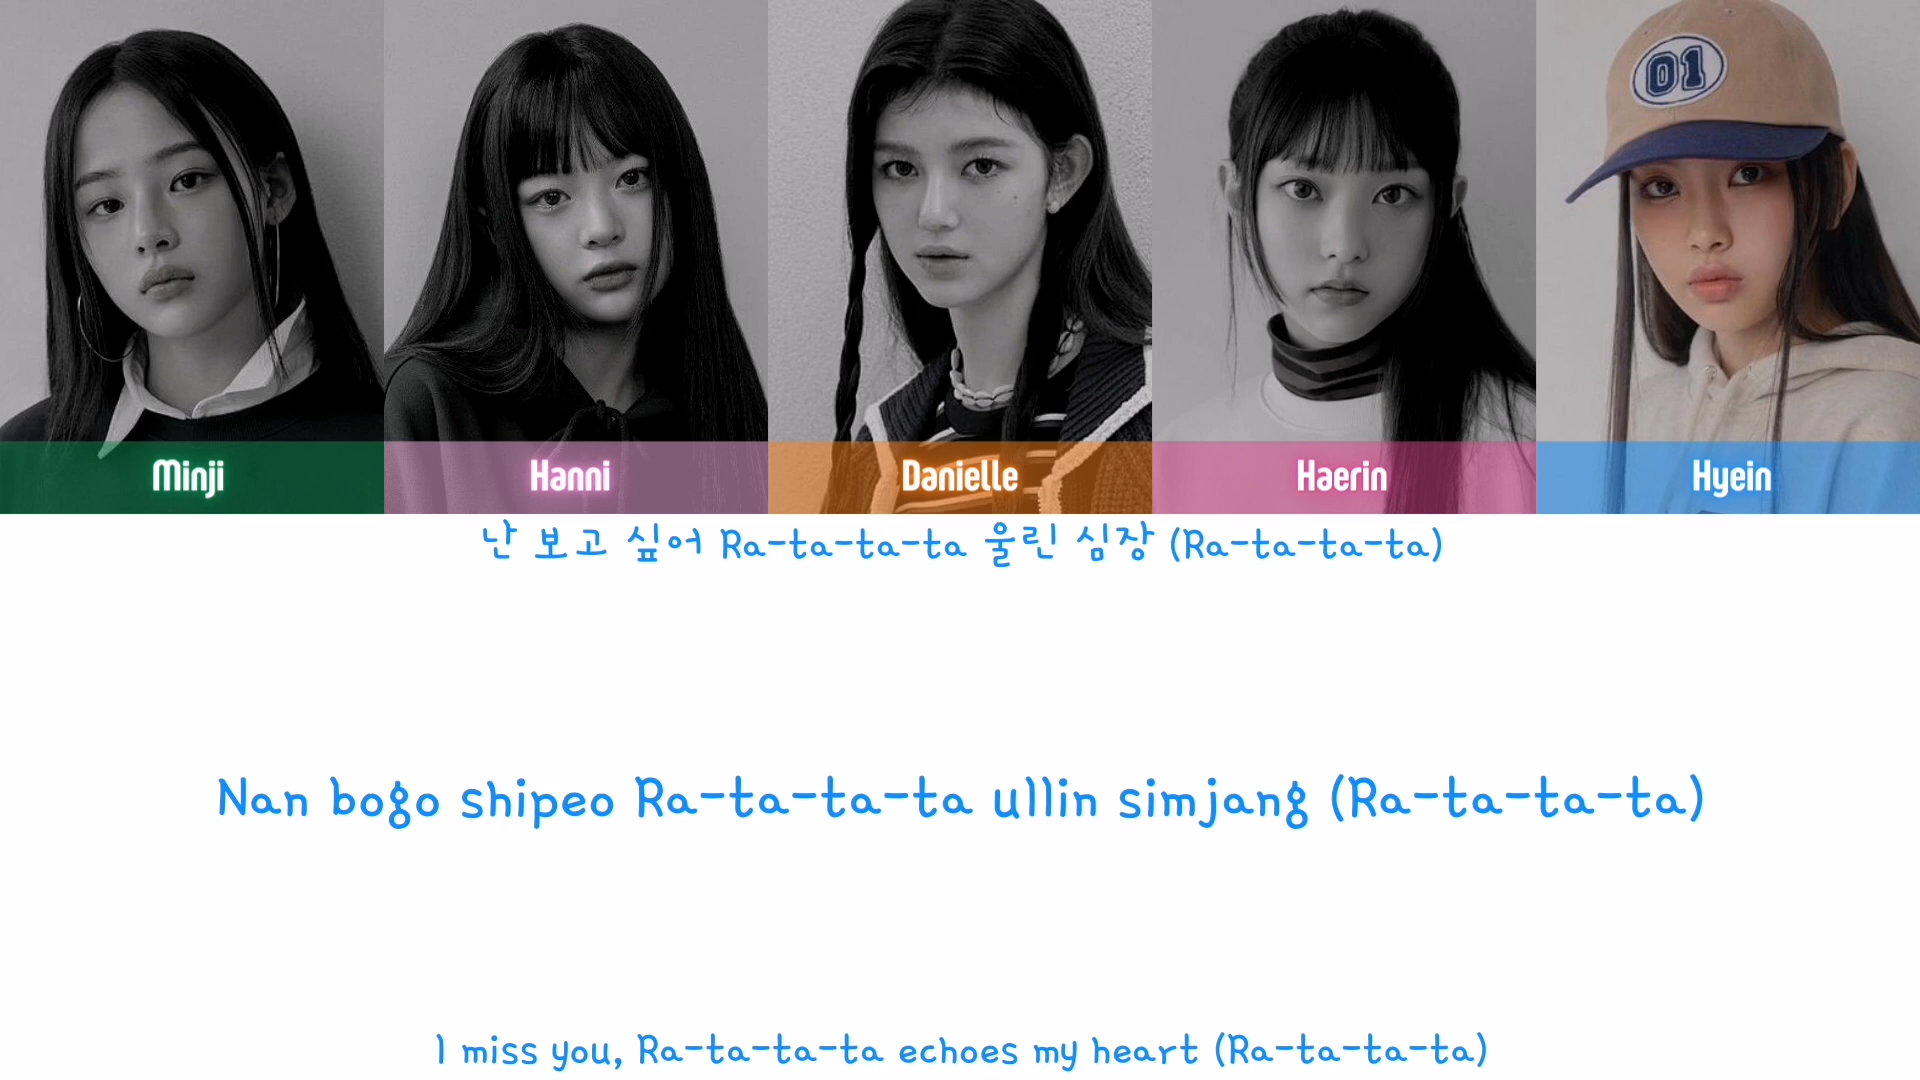 01
Minji Hanni Danielle Haerin Hyein
난 보고 싶어 Ra-ta-ta-ta 울린 심장 (Ra-ta-ta-ta)
Nan bogo shipeo Ra-ta-ta-ta ullin simjang (Ra-ta-ta-ta)
I miss you, Ra-ta-ta-ta echoes my heart (Ra-ta-ta-ta)